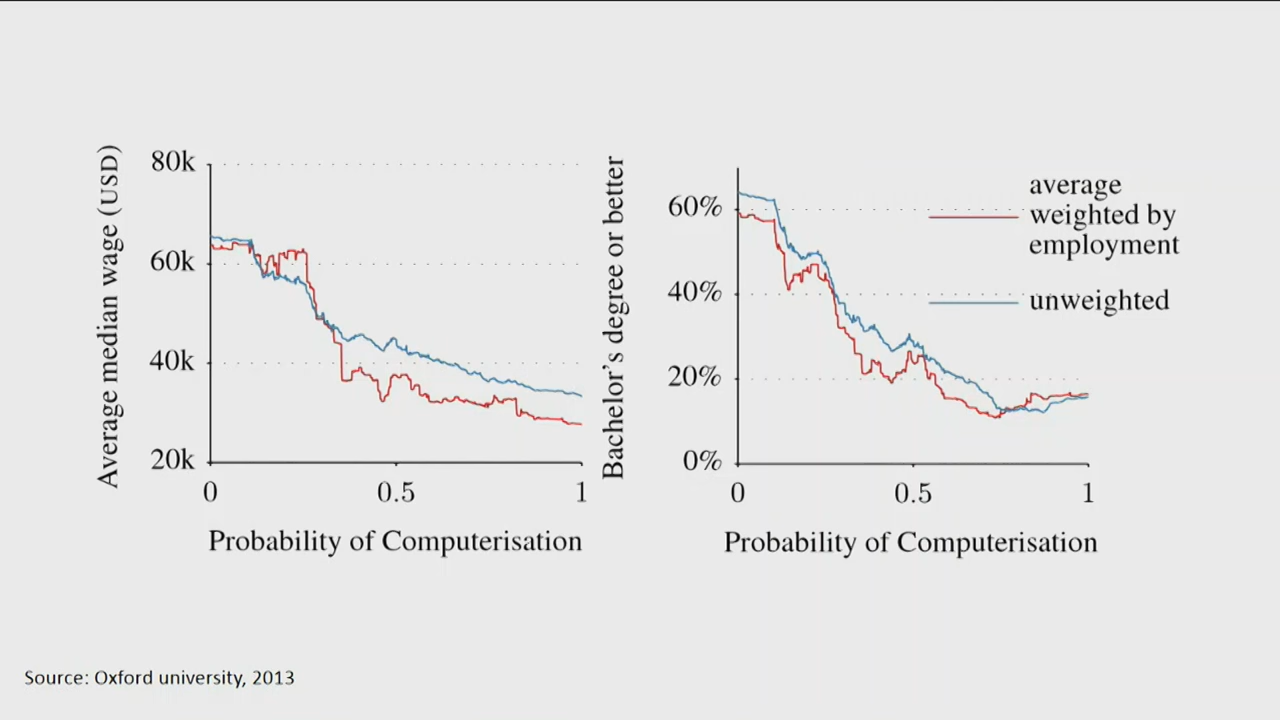 Average median wage (USD)
80k
60k
40k
20k
0
0.5
1
Probability of Computerisation
Bachelor's degree or better
60%
40%
20%
0%
0
0.5
1
Probability of Computerisation
average
weighted by
employment
unweighted
Source: Oxford university, 2013